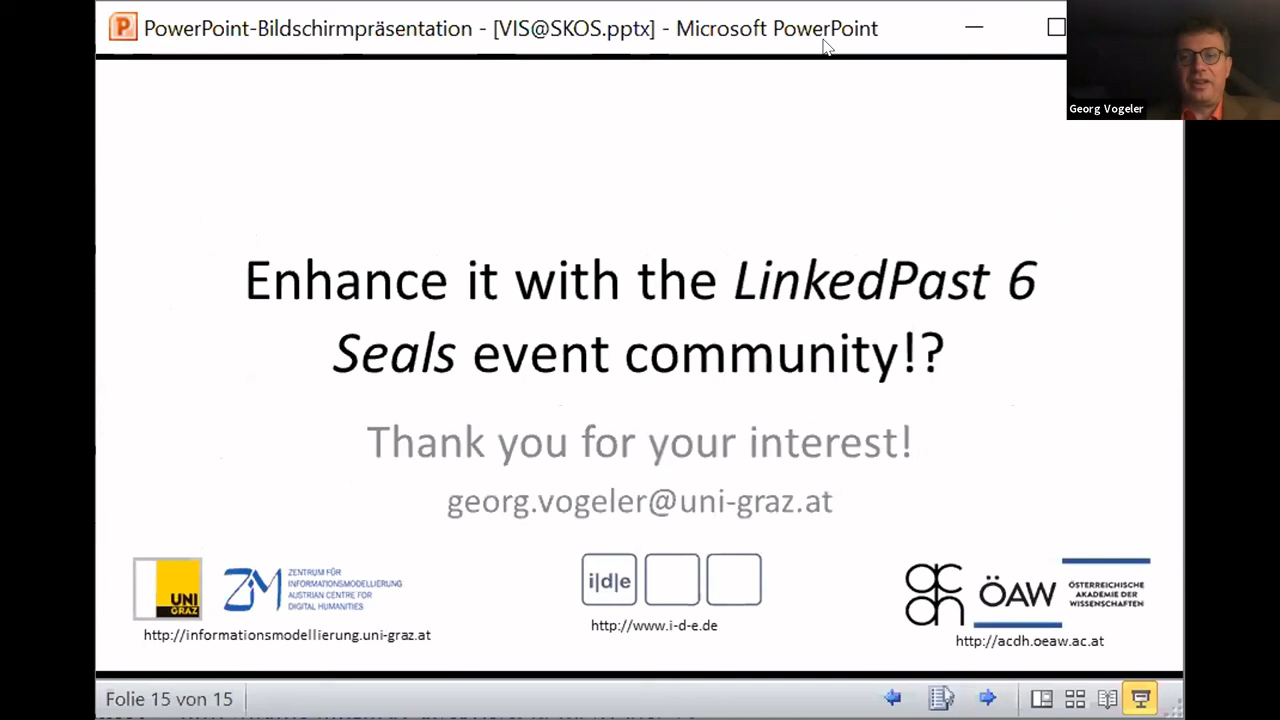 PowerPoint-Bildschirmpräsentation - [VIS@SKOS.pptx] - Microsoft PowerPoint
Georg Vogeler
Enhance it with the LinkedPast 6
Seals event community!?
Thank you for your interest!
georg.vogeler@uni-graz.at
UNI
GRAZ
ZIM
ZENTRUM FÜR
INFORMATIONSMODELLIERUNG
AUSTRIAN CENTRE FOR
DIGITAL HUMANITIES
http://informationsmodellierung.uni-graz.at
i|d|e
http://www.i-d-e.de
ac
dh
ÖAW
ÖSTERREICHISCHE
AKADEMIE DER
WISSENSCHAFTEN
http://acdh.oeaw.ac.at
Folie 15 von 15